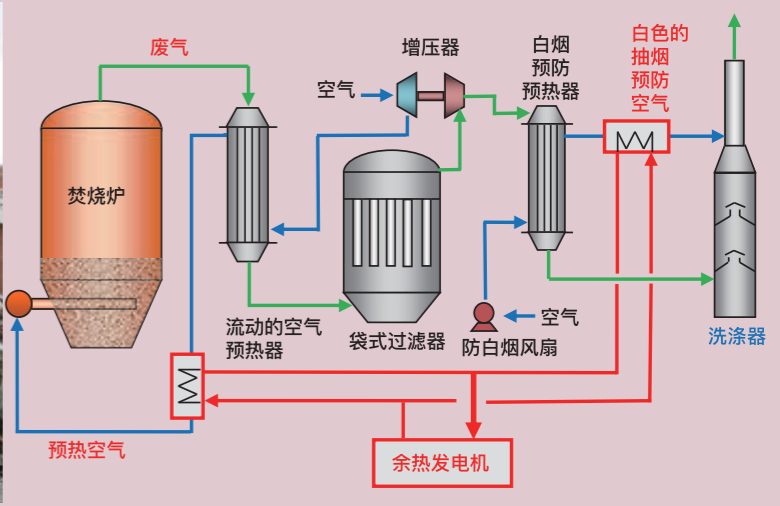 废气
增压器
空气
白烟
预防
预热器
白色的
抽烟
预防
空气
焚烧炉
流动的空气
预热器
袋式过滤器
空气
防白烟风扇
洗涤器
预热空气
余热发电机